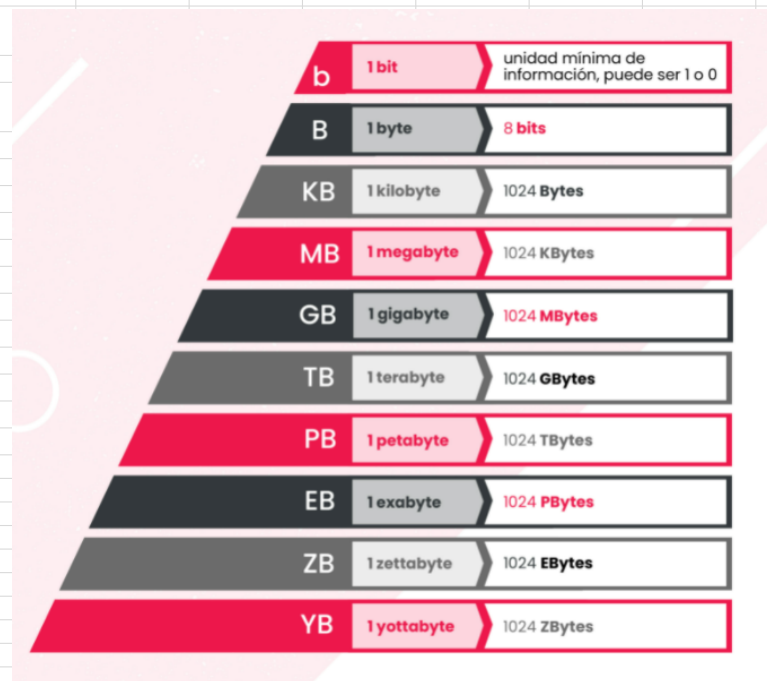 b 1 bit unidad mínima de
información, puede ser 1 o 0
B 1 byte 8 bits
KB 1 kilobyte 1024 Bytes
MB 1 megabyte 1024 KBytes
GB 1 gigabyte 1024 MBytes
TB 1 terabyte 1024 GBytes
PB 1 petabyte 1024 TBytes
EB 1 exabyte 1024 PBytes
ZB 1 zettabyte 1024 EBytes
YB 1 yottabyte 1024 ZBytes